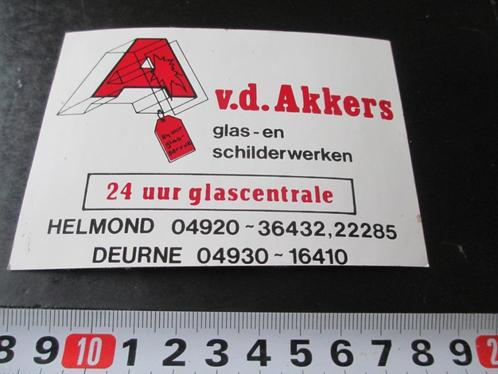 A
v.d. Akkers
glas-en
schilderwerken
24 uur glascentrale
HELMOND 04920~36432,22285
DEURNE 04930~16410
8 9 10 1 2 3 4 5 6 7 8 9 2